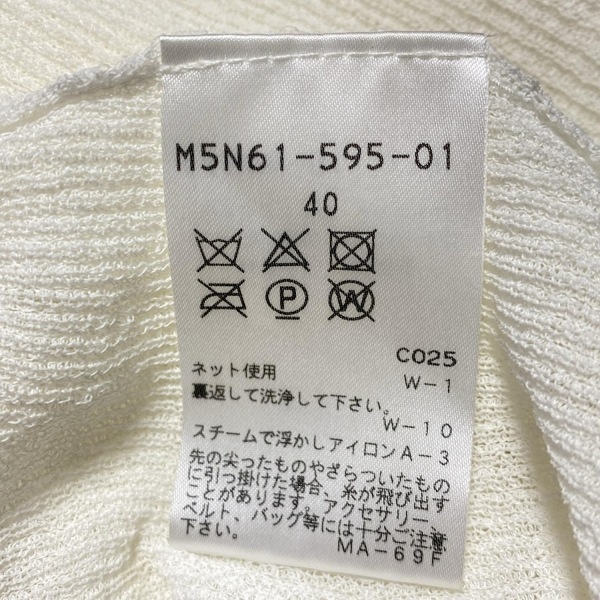 M5N61-595-01
40
P
W
C025
ネット使用
W-1
裏返して洗浄して下さい。
W-10
スチームで浮かしアイロンA-3
先の尖ったものやざらついたもの
に引っ掛けた場合、糸が飛び出す
ことがあります。アクセサリー、
ベルト、バッグ等には十分ご注意
下さい。
MA-69F